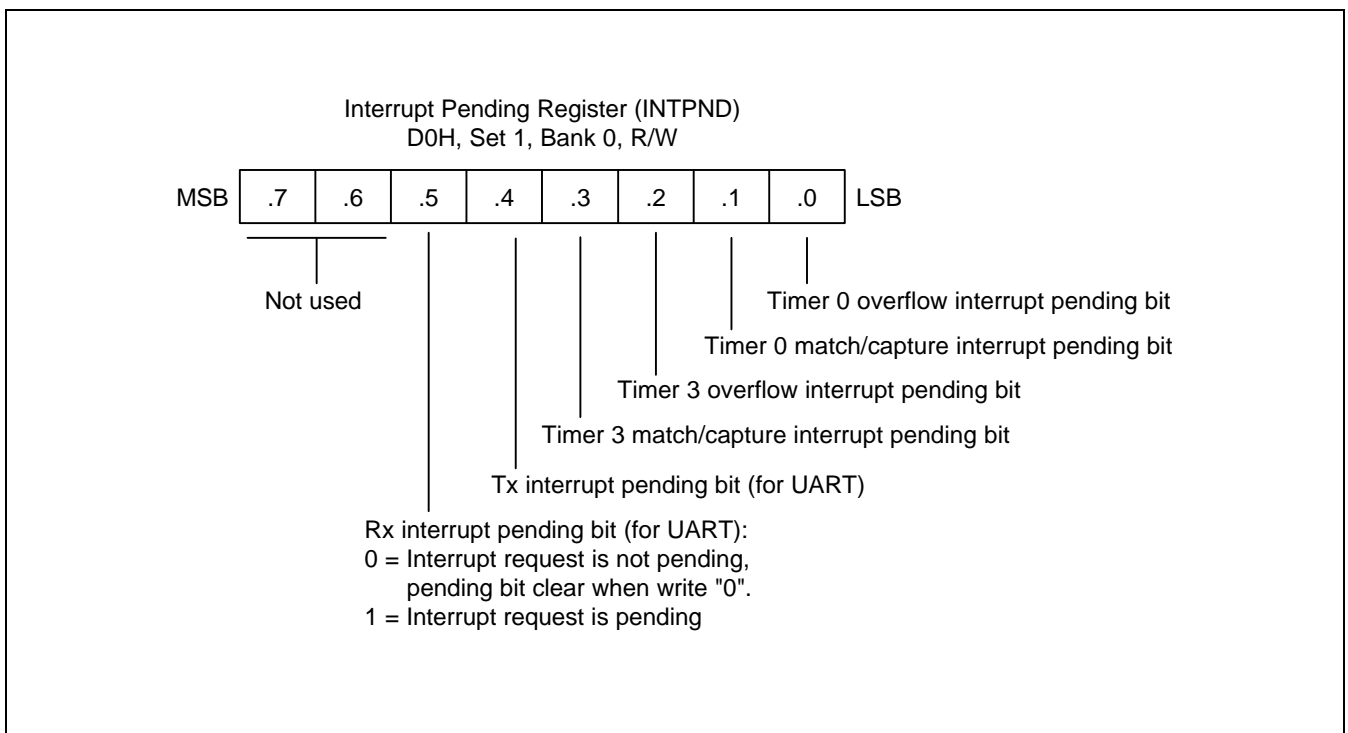 Interrupt Pending Register (INTPND)
D0H, Set 1, Bank 0, R/W
MSB .7 .6 .5 .4 .3 .2 .1 .0 LSB
Not used
Timer 0 overflow interrupt pending bit
Timer 0 match/capture interrupt pending bit
Timer 3 overflow interrupt pending bit
Timer 3 match/capture interrupt pending bit
Tx interrupt pending bit (for UART)
Rx interrupt pending bit (for UART):
0 = Interrupt request is not pending,
pending bit clear when write "0".
1 = Interrupt request is pending